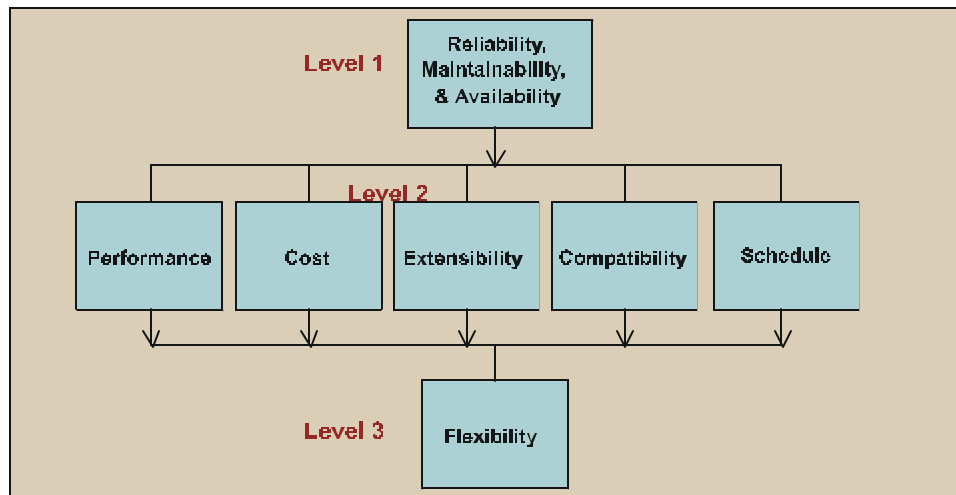 Level 1
Reliability,
Maintainability,
& Availability
Level 2
Performance
Cost
Extensibility
Compatibility
Schedule
Level 3
Flexibility